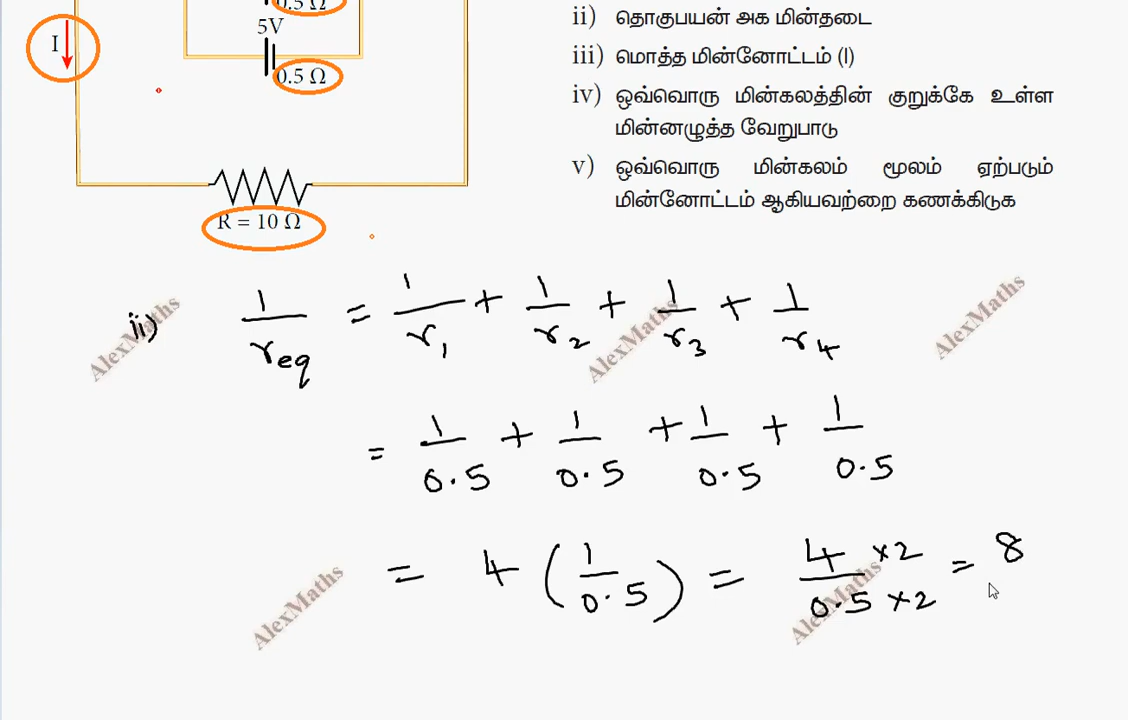 0.5 Ω
5V
I
0.5 Ω
R = 10 Ω
ii) தொகுபயன் அக மின்தடை
iii) மொத்த மின்னோட்டம் (I)
iv) ஒவ்வொரு மின்கலத்தின் குறுக்கே உள்ள
மின்னழுத்த வேறுபாடு
v) ஒவ்வொரு மின்கலம் மூலம் ஏற்படும்
மின்னோட்டம் ஆகியவற்றை கணக்கிடுக
ii) 1/r_eq = 1/r_1 + 1/r_2 + 1/r_3 + 1/r_4
= 1/0.5 + 1/0.5 + 1/0.5 + 1/0.5
= 4 (1/0.5) = 4 ×2/0.5 ×2 = 8
AlexMaths
AlexMaths
AlexMaths
AlexMaths
AlexMaths